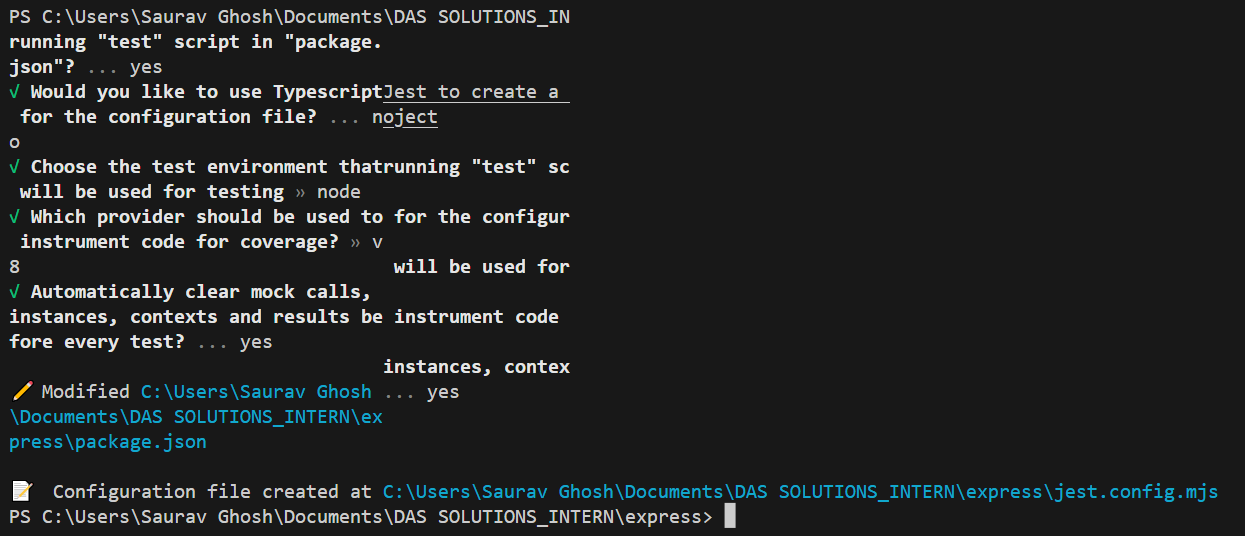 PS C:\Users\Saurav Ghosh\Documents\DAS SOLUTIONS_IN
running "test" script in "package.
json"? ... yes
√ Would you like to use TypescriptJest to create a
for the configuration file? ... noject
o
√ Choose the test environment thatrunning "test" sc
will be used for testing » node
√ Which provider should be used to for the configur
instrument code for coverage? » v
8 will be used for
√ Automatically clear mock calls,
instances, contexts and results be instrument code
fore every test? ... yes
instances, contex
Modified C:\Users\Saurav Ghosh ... yes
\Documents\DAS SOLUTIONS_INTERN\ex
press\package.json
Configuration file created at C:\Users\Saurav Ghosh\Documents\DAS SOLUTIONS_INTERN\express\jest.config.mjs
PS C:\Users\Saurav Ghosh\Documents\DAS SOLUTIONS_INTERN\express>